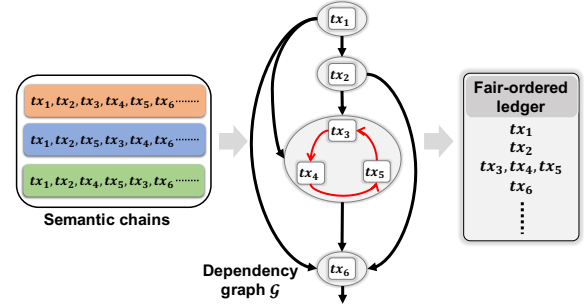 tx₁, tx₂, tx₃, tx₄, tx₅, tx₆ ········
tx₁, tx₂, tx₅, tx₃, tx₄, tx₆ ········
tx₁, tx₂, tx₄, tx₅, tx₃, tx₆ ········
Semantic chains
tx₁
tx₂
tx₃
tx₄
tx₅
tx₆
Dependency
graph 𝒢
Fair-ordered
ledger
tx₁
tx₂
tx₃, tx₄, tx₅
tx₆